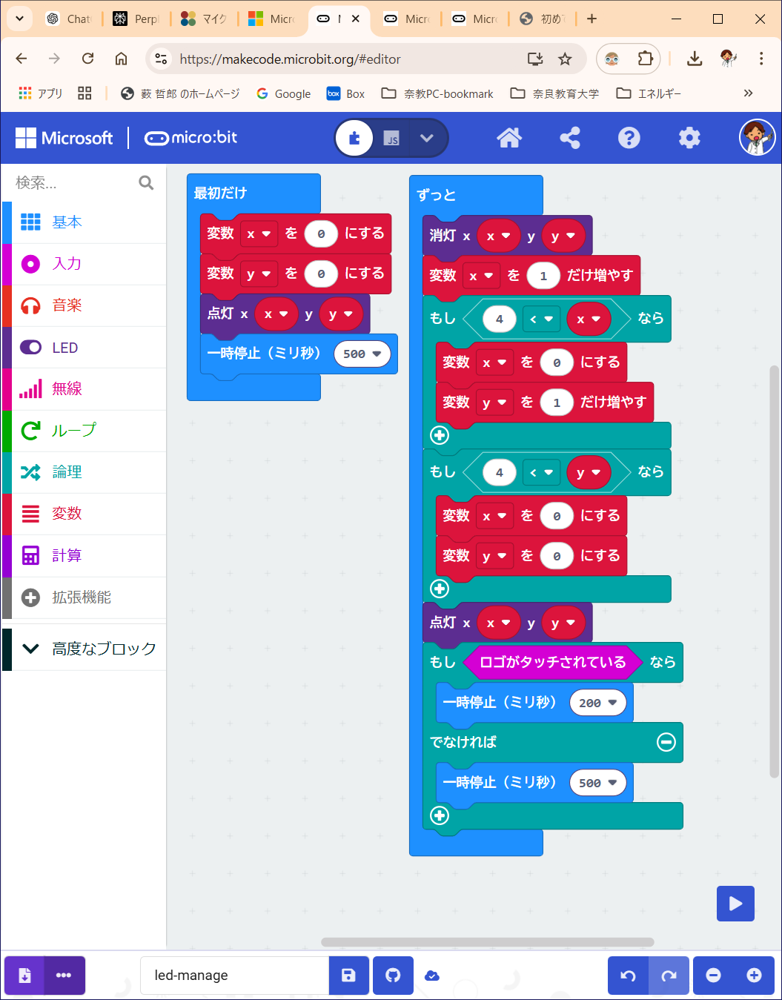 Chat
Perpl
マイク
Micro
M
Micro
Micro
初めて
https://makecode.microbit.org/#editor
アプリ
藪 哲郎 のホームページ
Google
Box
奈教PC-bookmark
奈良教育大学
エネルギー
Microsoft
micro:bit
JS
検索...
基本
入力
音楽
LED
無線
ループ
論理
変数
計算
拡張機能
高度なブロック
最初だけ
変数 x を 0 にする
変数 y を 0 にする
点灯 x x y y
一時停止（ミリ秒） 500
ずっと
消灯 x x y y
変数 x を 1 だけ増やす
もし 4 < x なら
変数 x を 0 にする
変数 y を 1 だけ増やす
もし 4 < y なら
変数 x を 0 にする
変数 y を 0 にする
点灯 x x y y
もし ロゴがタッチされている なら
一時停止（ミリ秒） 200
でなければ
一時停止（ミリ秒） 500
led-manage